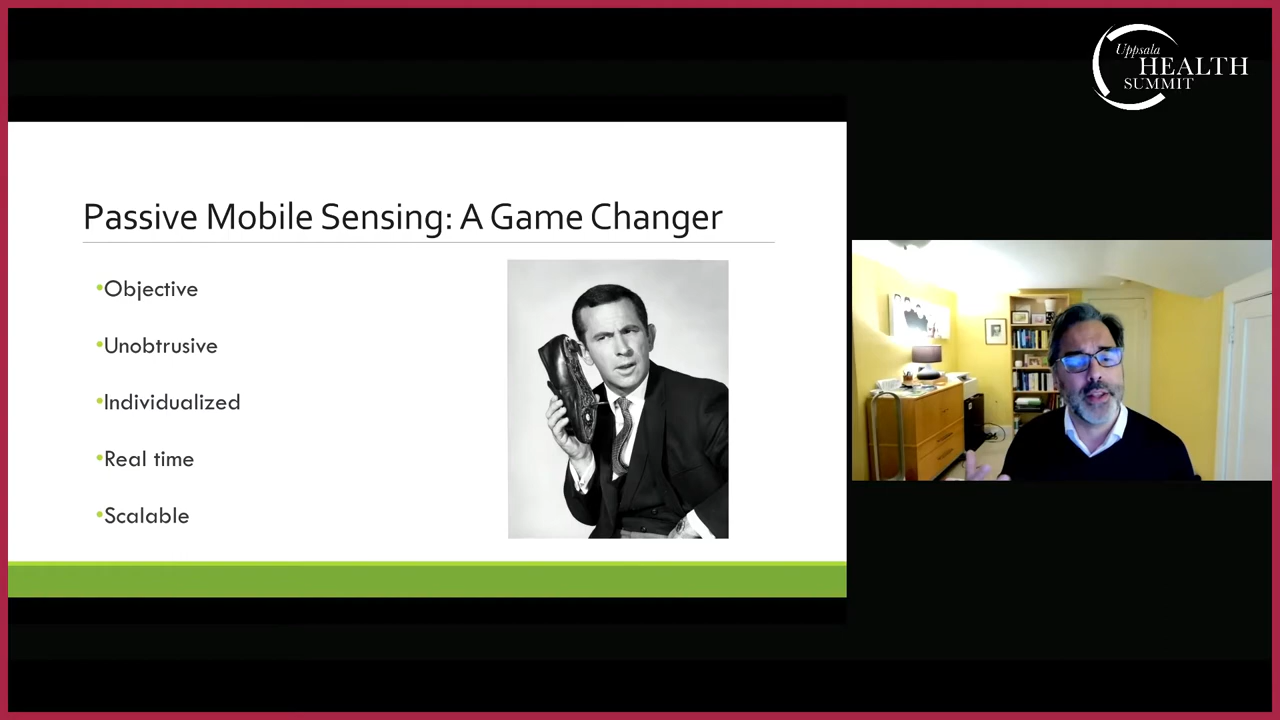 Uppsala
HEALTH
SUMMIT
Passive Mobile Sensing: A Game Changer
•Objective
•Unobtrusive
•Individualized
•Real time
•Scalable